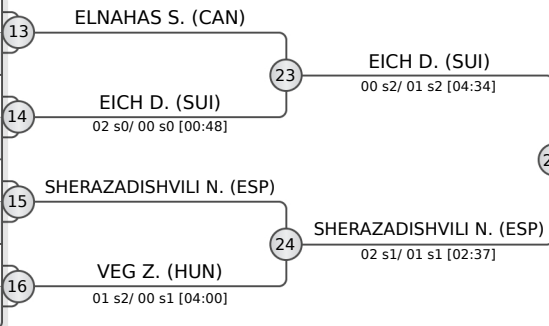 ELNAHAS S. (CAN)
13
EICH D. (SUI)
23
00 s2/ 01 s2 [04:34]
EICH D. (SUI)
14
02 s0/ 00 s0 [00:48]
2
SHERAZADISHVILI N. (ESP)
15
SHERAZADISHVILI N. (ESP)
24
02 s1/ 01 s1 [02:37]
VEG Z. (HUN)
16
01 s2/ 00 s1 [04:00]